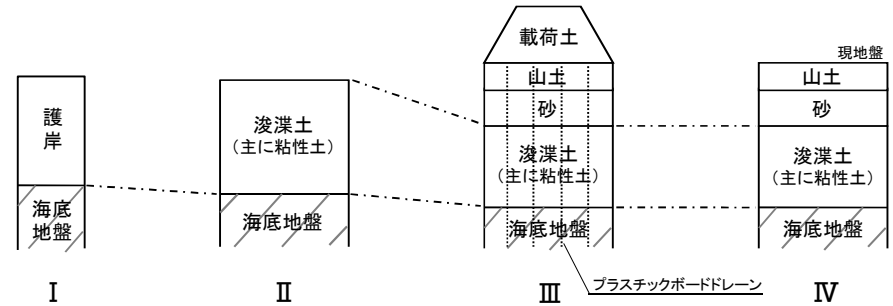 護
岸
海底
地盤
Ⅰ
浚渫土
(主に粘性土)
海底地盤
Ⅱ
載荷土
山土
砂
浚渫土
(主に粘性土)
海底地盤
プラスチックボードドレーン
Ⅲ
現地盤
山土
砂
浚渫土
(主に粘性土)
海底地盤
Ⅳ